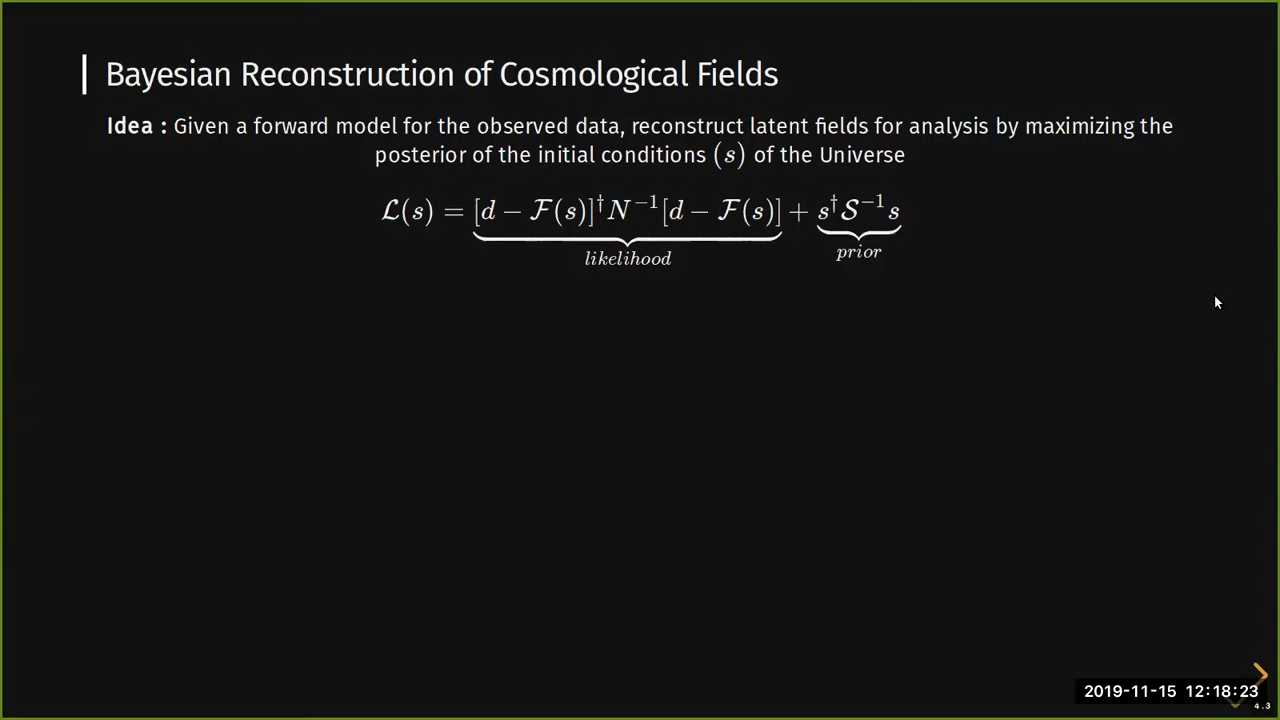 Bayesian Reconstruction of Cosmological Fields
Idea : Given a forward model for the observed data, reconstruct latent fields for analysis by maximizing the
posterior of the initial conditions (s) of the Universe
ℒ(s) = [d − ℱ(s)]†N⁻¹[d − ℱ(s)] + s†𝒮⁻¹s
likelihood prior
2019-11-15 12:18:23
4.3